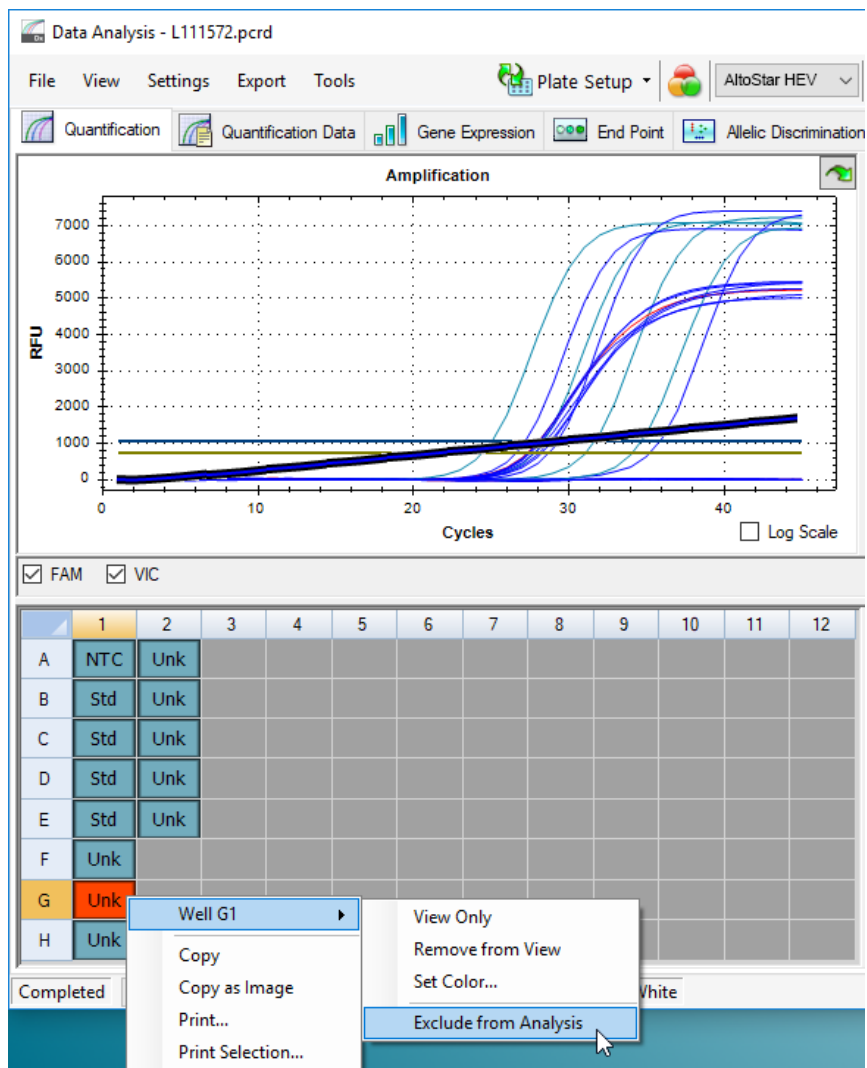 Data Analysis - L111572.pcrd
File View Settings Export Tools Plate Setup AltoStar HEV
Quantification Quantification Data Gene Expression End Point Allelic Discrimination
Amplification
7000
6000
5000
4000
3000
2000
1000
0
RFU
0 10 20 30 40
Cycles
Log Scale
FAM VIC
1 2 3 4 5 6 7 8 9 10 11 12
A NTC Unk
B Std Unk
C Std Unk
D Std Unk
E Std Unk
F Unk
G Unk
H Unk
Well G1
Copy
Copy as Image
Print...
Print Selection...
View Only
Remove from View
Set Color...
Exclude from Analysis
Completed